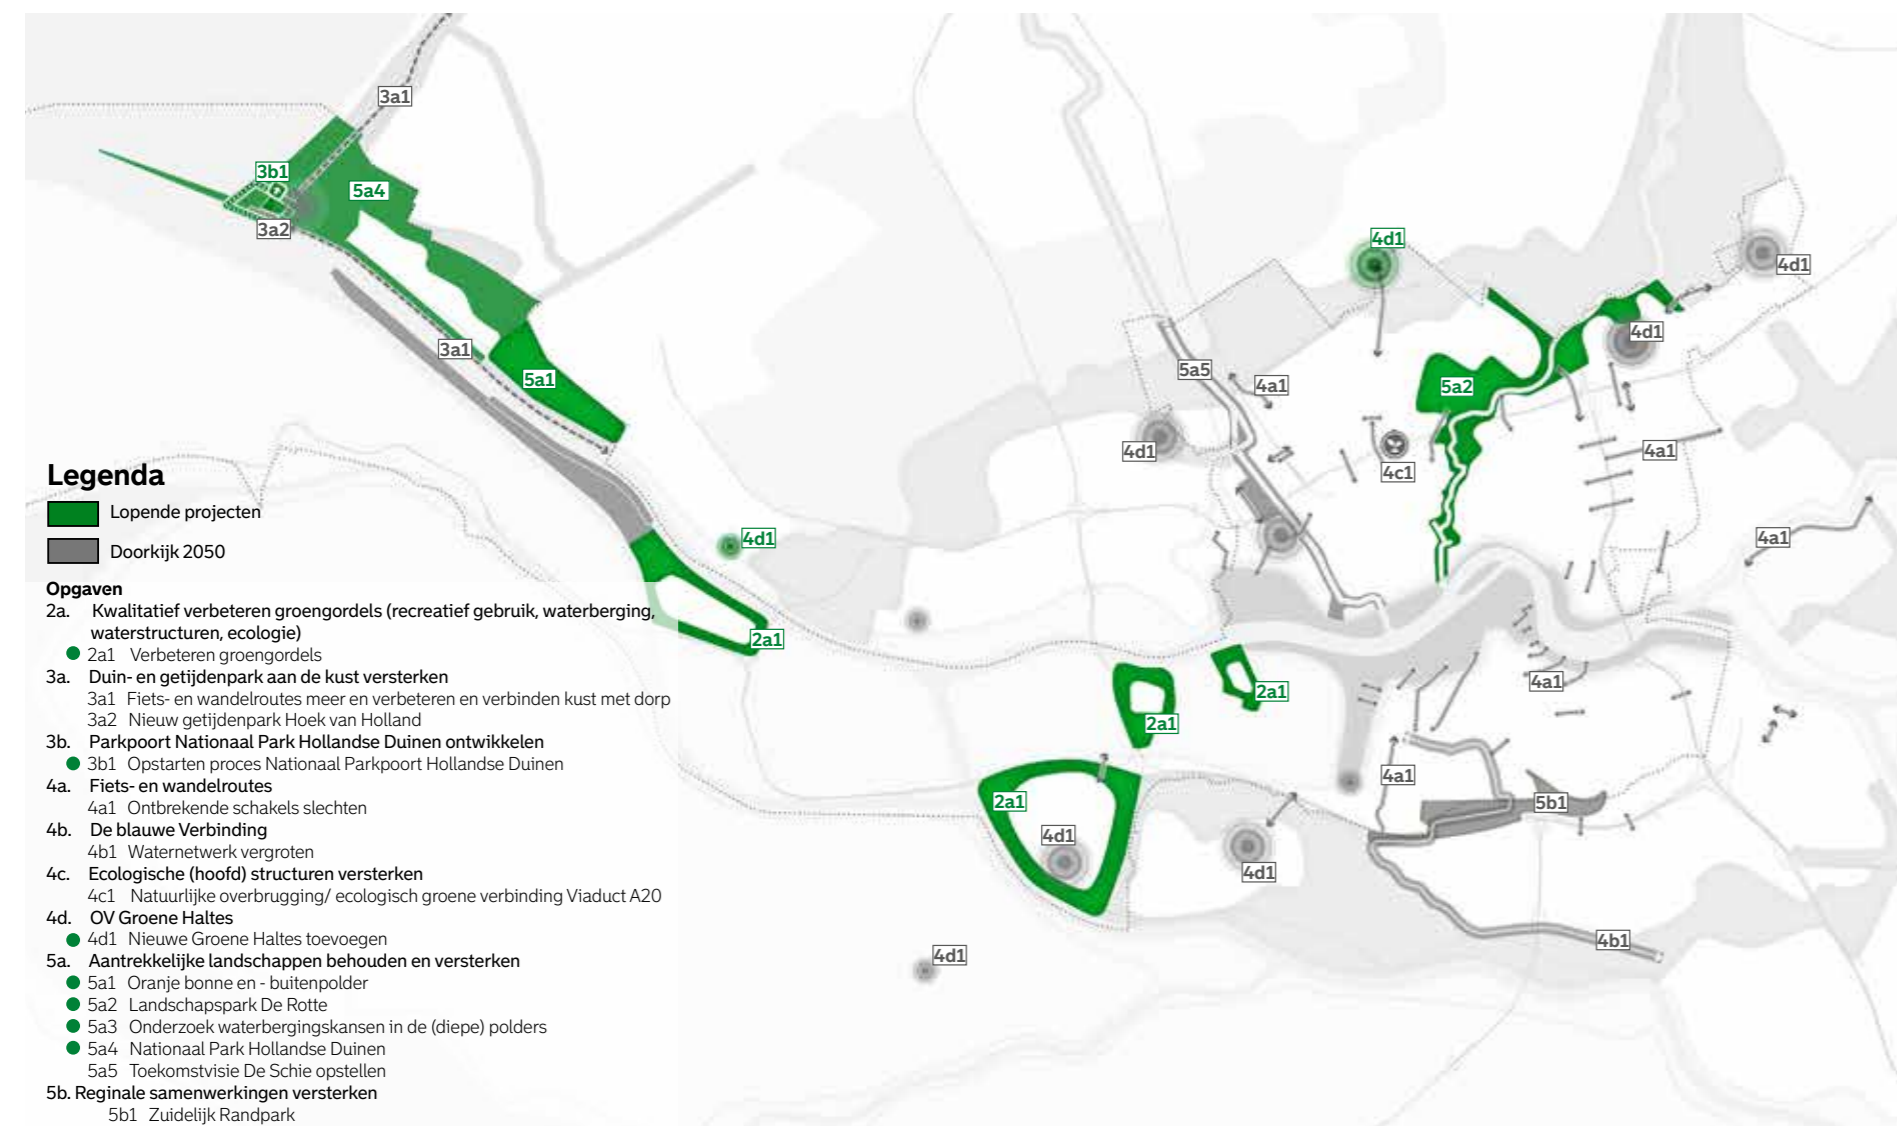 3a1
3b1
5a4
3a2
4d1
4d1
3a1
4d1
5a5
5a1
4a1
5a2
4d1
4a1
4c1
4d1
4a1
2a1
4a1
2a1
2a1
4a1
2a1
5b1
4d1
4d1
4b1
4d1
Legenda
Lopende projecten
Doorkijk 2050
Opgaven
2a. Kwalitatief verbeteren groengordels (recreatief gebruik, waterberging,
waterstructuren, ecologie)
2a1 Verbeteren groengordels
3a. Duin- en getijdenpark aan de kust versterken
3a1 Fiets- en wandelroutes meer en verbeteren en verbinden kust met dorp
3a2 Nieuw getijdenpark Hoek van Holland
3b. Parkpoort Nationaal Park Hollandse Duinen ontwikkelen
3b1 Opstarten proces Nationaal Parkpoort Hollandse Duinen
4a. Fiets- en wandelroutes
4a1 Ontbrekende schakels slechten
4b. De blauwe Verbinding
4b1 Waternetwerk vergroten
4c. Ecologische (hoofd) structuren versterken
4c1 Natuurlijke overbrugging/ ecologisch groene verbinding Viaduct A20
4d. OV Groene Haltes
4d1 Nieuwe Groene Haltes toevoegen
5a. Aantrekkelijke landschappen behouden en versterken
5a1 Oranje bonne en - buitenpolder
5a2 Landschapspark De Rotte
5a3 Onderzoek waterbergingskansen in de (diepe) polders
5a4 Nationaal Park Hollandse Duinen
5a5 Toekomstvisie De Schie opstellen
5b. Reginale samenwerkingen versterken
5b1 Zuidelijk Randpark